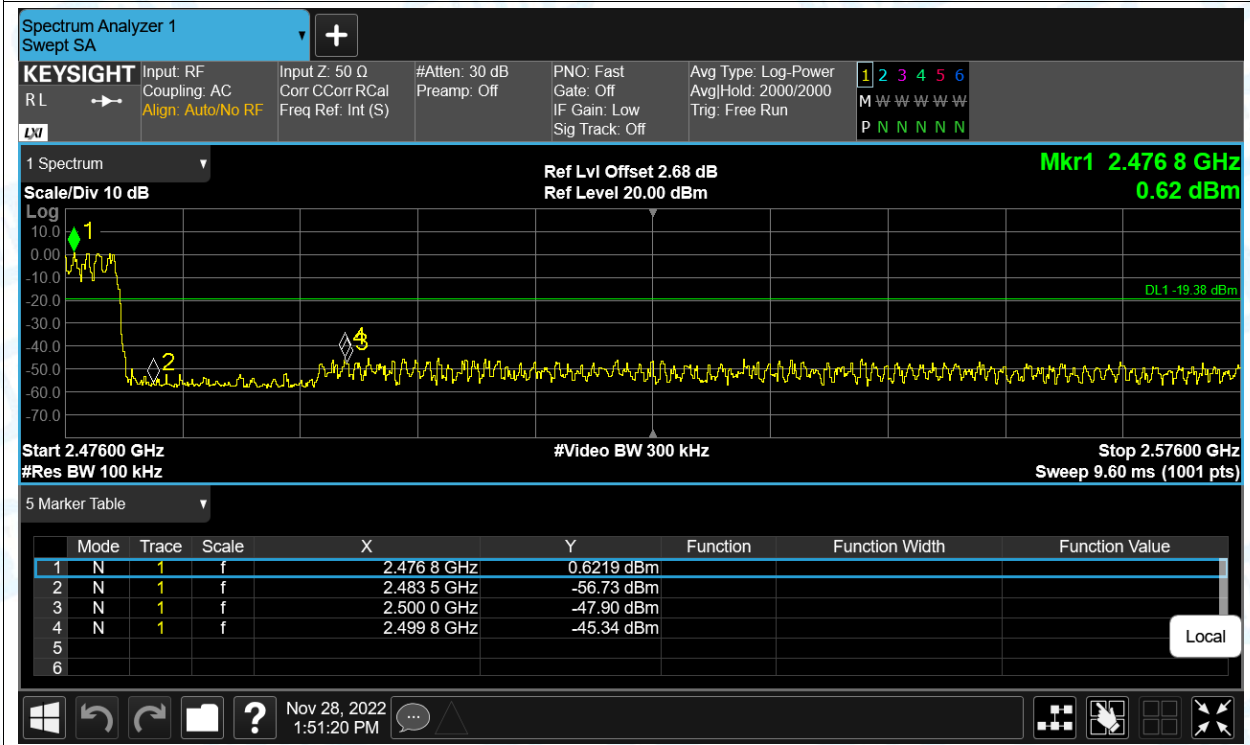 Spectrum Analyzer 1
Swept SA
+
KEYSIGHT Input: RF Input Z: 50 Ω #Atten: 30 dB PNO: Fast Avg Type: Log-Power 1 2 3 4 5 6
R L Coupling: AC Corr CCorr RCal Preamp: Off Gate: Off Avg|Hold: 2000/2000 M W W W W W W
Align: Auto/No RF Freq Ref: Int (S) IF Gain: Low Trig: Free Run
LXI Sig Track: Off P N N N N N N
1 Spectrum Ref Lvl Offset 2.68 dB Mkr1 2.476 8 GHz
Scale/Div 10 dB Ref Level 20.00 dBm 0.62 dBm
Log
10.0
0.00
-10.0
-20.0
-30.0
-40.0
-50.0
-60.0
-70.0
1
2
4
3
DL1 -19.38 dBm
Start 2.47600 GHz #Video BW 300 kHz Stop 2.57600 GHz
#Res BW 100 kHz Sweep 9.60 ms (1001 pts)
5 Marker Table
Mode Trace Scale X Y Function Function Width Function Value
1 N 1 f 2.476 8 GHz 0.6219 dBm
2 N 1 f 2.483 5 GHz -56.73 dBm
3 N 1 f 2.500 0 GHz -47.90 dBm
4 N 1 f 2.499 8 GHz -45.34 dBm
5
6
Local
? Nov 28, 2022
1:51:20 PM